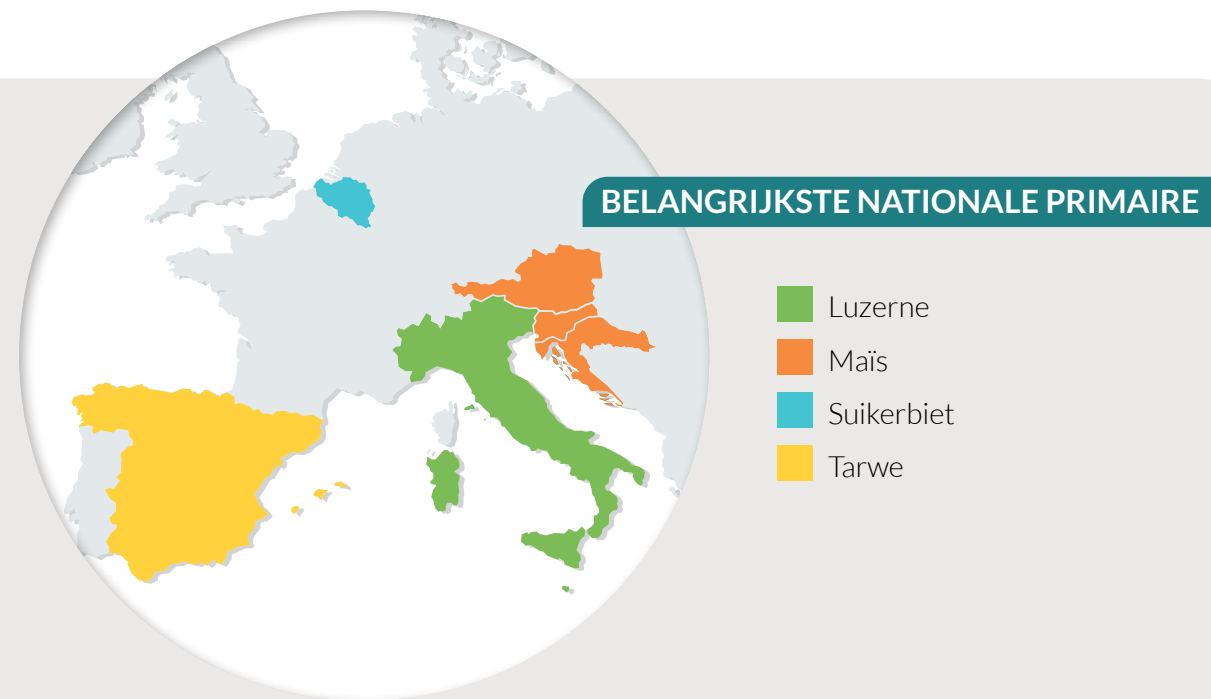 BELANGRIJKSTE NATIONALE PRIMAIRE
Luzerne
Maïs
Suikerbiet
Tarwe